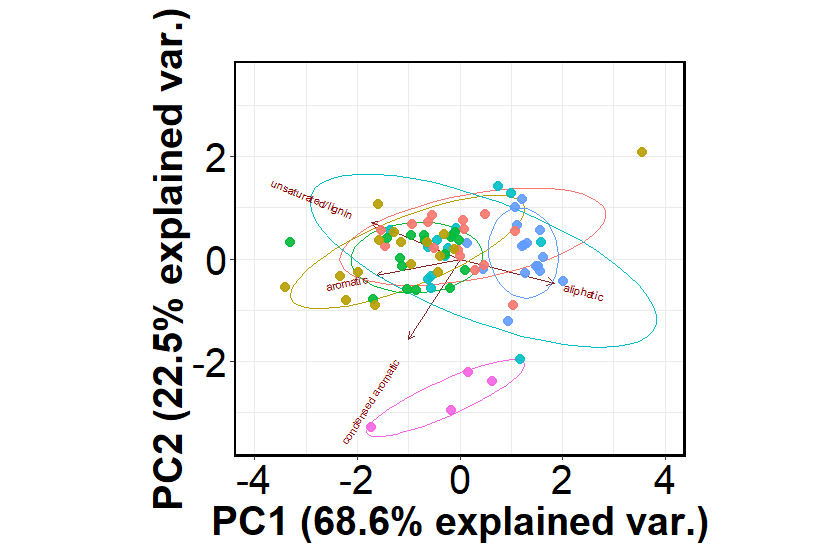 PC2 (22.5% explained var.)
2
0
-2
unsaturated/lignin
aromatic
aliphatic
condensed aromatic
-4
-2
0
2
4
PC1 (68.6% explained var.)